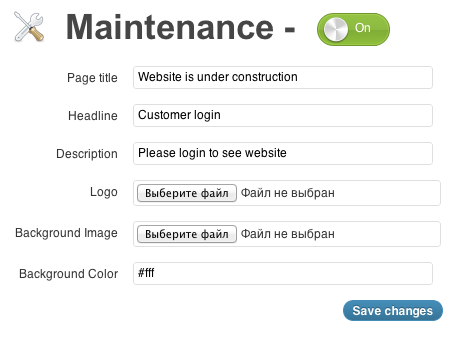 Maintenance - On
Page title Website is under construction
Headline Customer login
Description Please login to see website
Logo Выберите файл Файл не выбран
Background Image Выберите файл Файл не выбран
Background Color #fff
Save changes